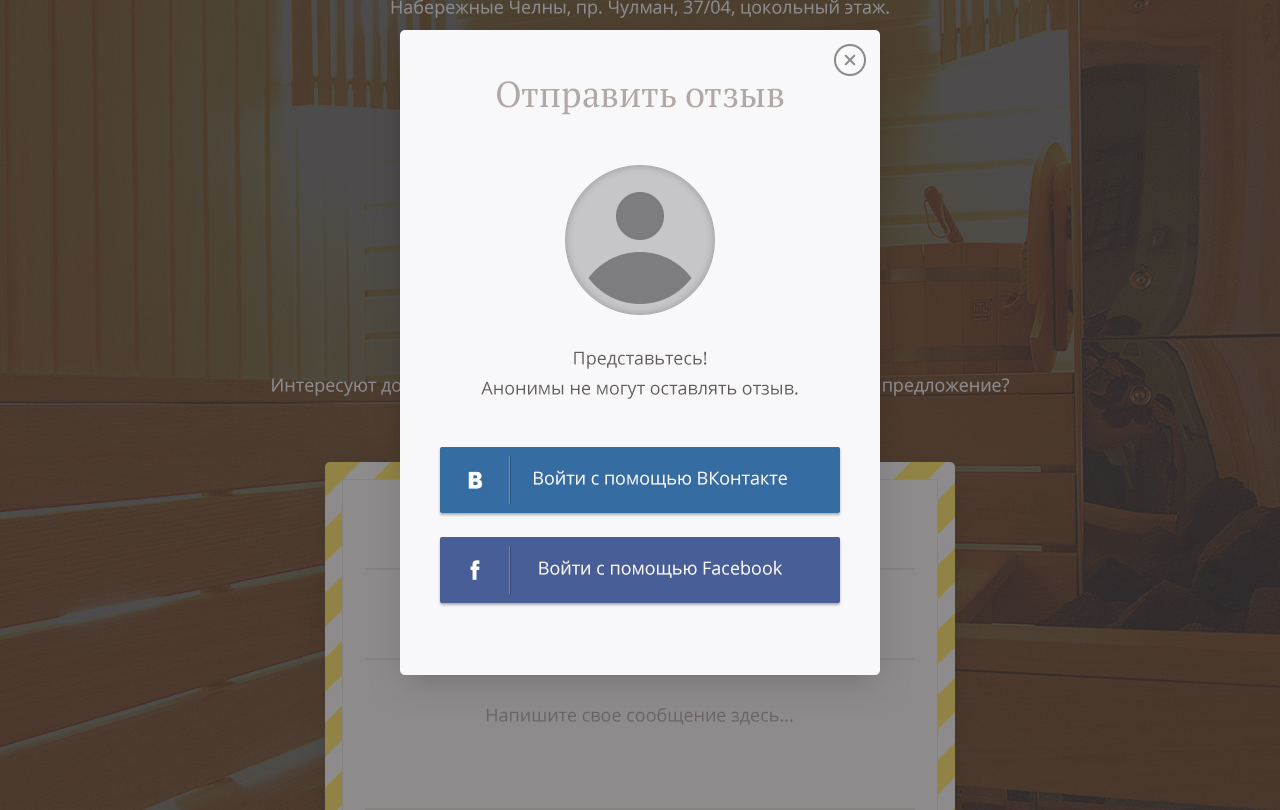 Набережные Челны, пр. Чулман, 37/04, цокольный этаж.
Отправить отзыв
Представьтесь!
Интересуют до
предложение?
Анонимы не могут оставлять отзыв.
B
Войти с помощью ВКонтакте
f
Войти с помощью Facebook
Напишите свое сообщение здесь...